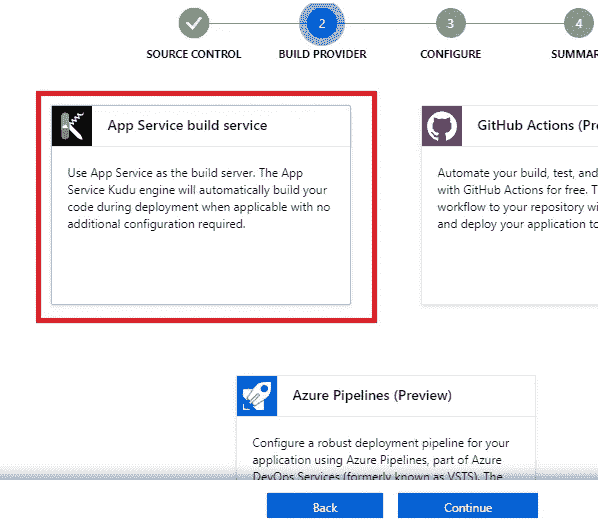 2 3 4
SOURCE CONTROL BUILD PROVIDER CONFIGURE SUMMAR
App Service build service
Use App Service as the build server. The App
Service Kudu engine will automatically build your
code during deployment when applicable with no
additional configuration required.
GitHub Actions (Pr
Automate your build, test, and
with GitHub Actions for free. T
workflow to your repository wi
and deploy your application to
Azure Pipelines (Preview)
Configure a robust deployment pipeline for your
application using Azure Pipelines, part of Azure
DevOps Services (formerly known as VSTS). The
Back Continue